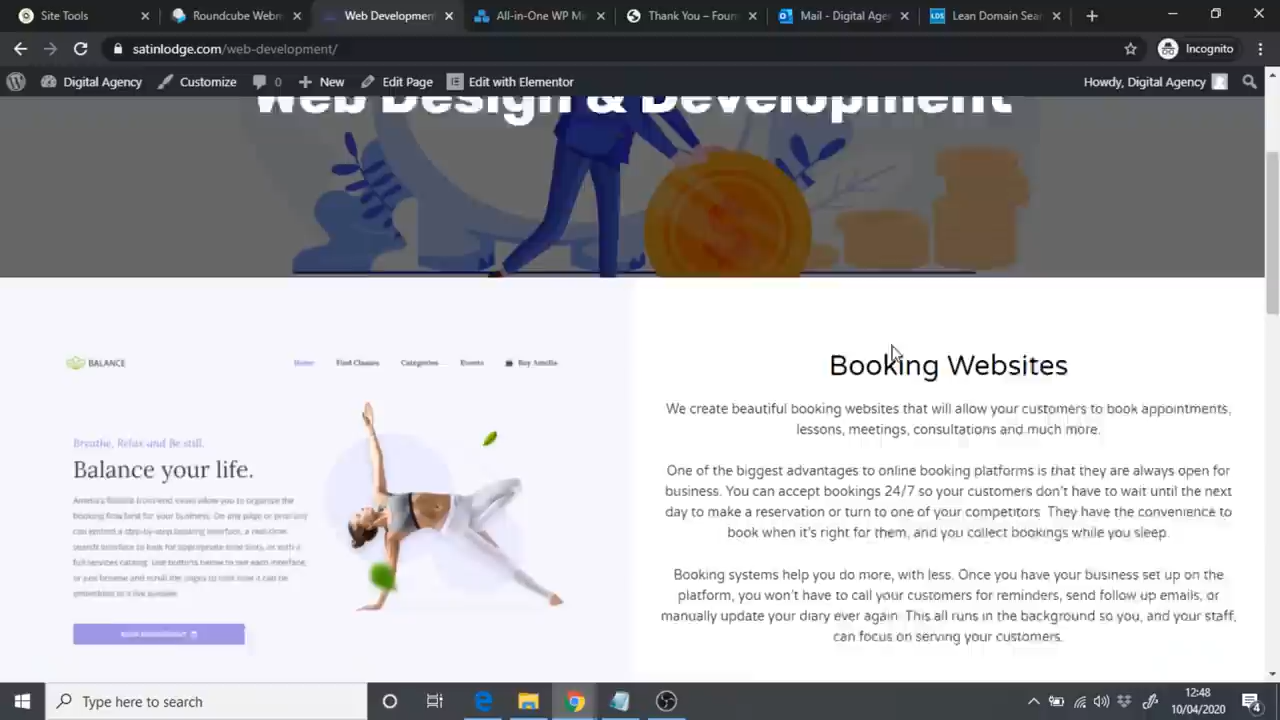 Site Tools
Roundcube Webm
Web Development
All-in-One WP M
Thank You – Foun
Mail - Digital Age
Lean Domain Sear
satinlodge.com/web-development/
Incognito
Digital Agency
Customize
0
New
Edit Page
Edit with Elementor
Howdy, Digital Agency
Web Design & Development
BALANCE
Home
Find Classes
Categories
Events
Buy Amelia
Booking Websites
We create beautiful booking websites that will allow your customers to book appointments,
lessons, meetings, consultations and much more.
Breathe, Relax and Be still.
Balance your life.
One of the biggest advantages to online booking platforms is that they are always open for
business. You can accept bookings 24/7 so your customers don't have to wait until the next
day to make a reservation or turn to one of your competitors. They have the convenience to
book when it's right for them, and you collect bookings while you sleep.
Booking systems help you do more, with less. Once you have your business set up on the
platform, you won't have to call your customers for reminders, send follow up emails, or
manually update your diary ever again. This all runs in the background so you, and your staff,
can focus on serving your customers.
Type here to search
12:48
10/04/2020
4